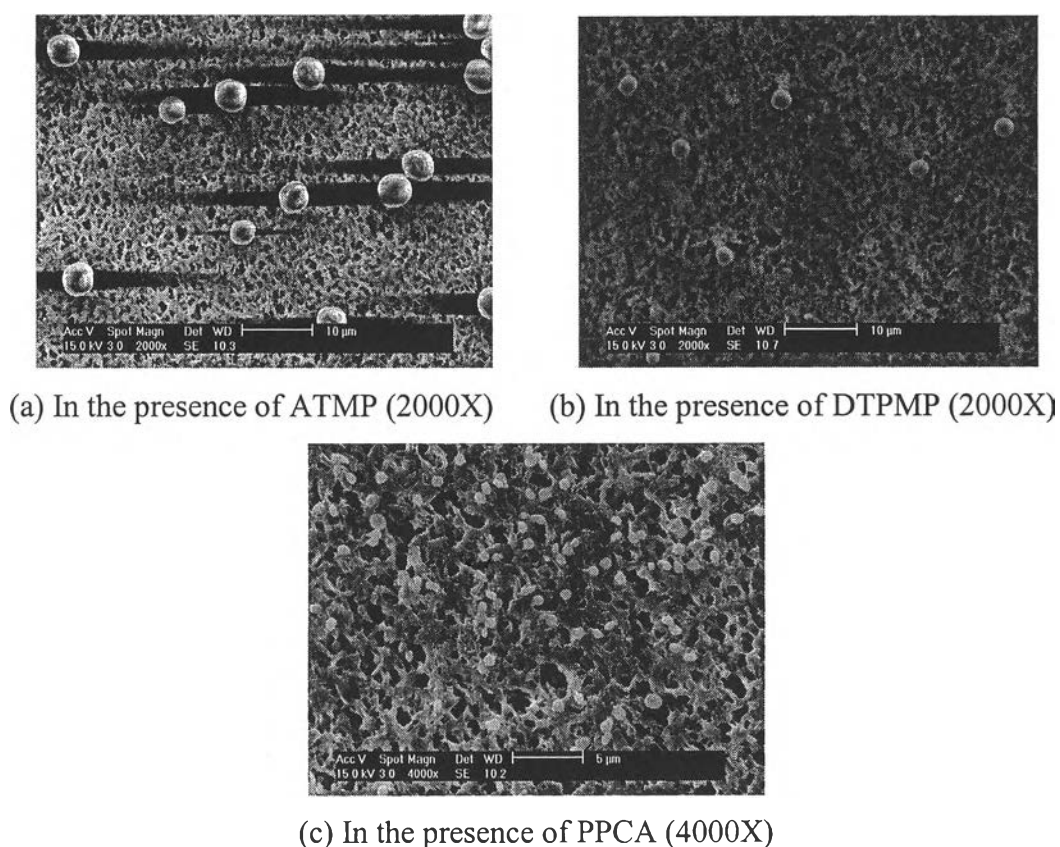 Acc V Spot Magn Det WD 10 µm
15.0 kV 3.0 2000x SE 10.3
Acc V Spot Magn Det WD 10 µm
15.0 kV 3.0 2000x SE 10.7
(a) In the presence of ATMP (2000X) (b) In the presence of DTPMP (2000X)
Acc V Spot Magn Det WD 5 µm
15.0 kV 3.0 4000x SE 10.2
(c) In the presence of PPCA (4000X)